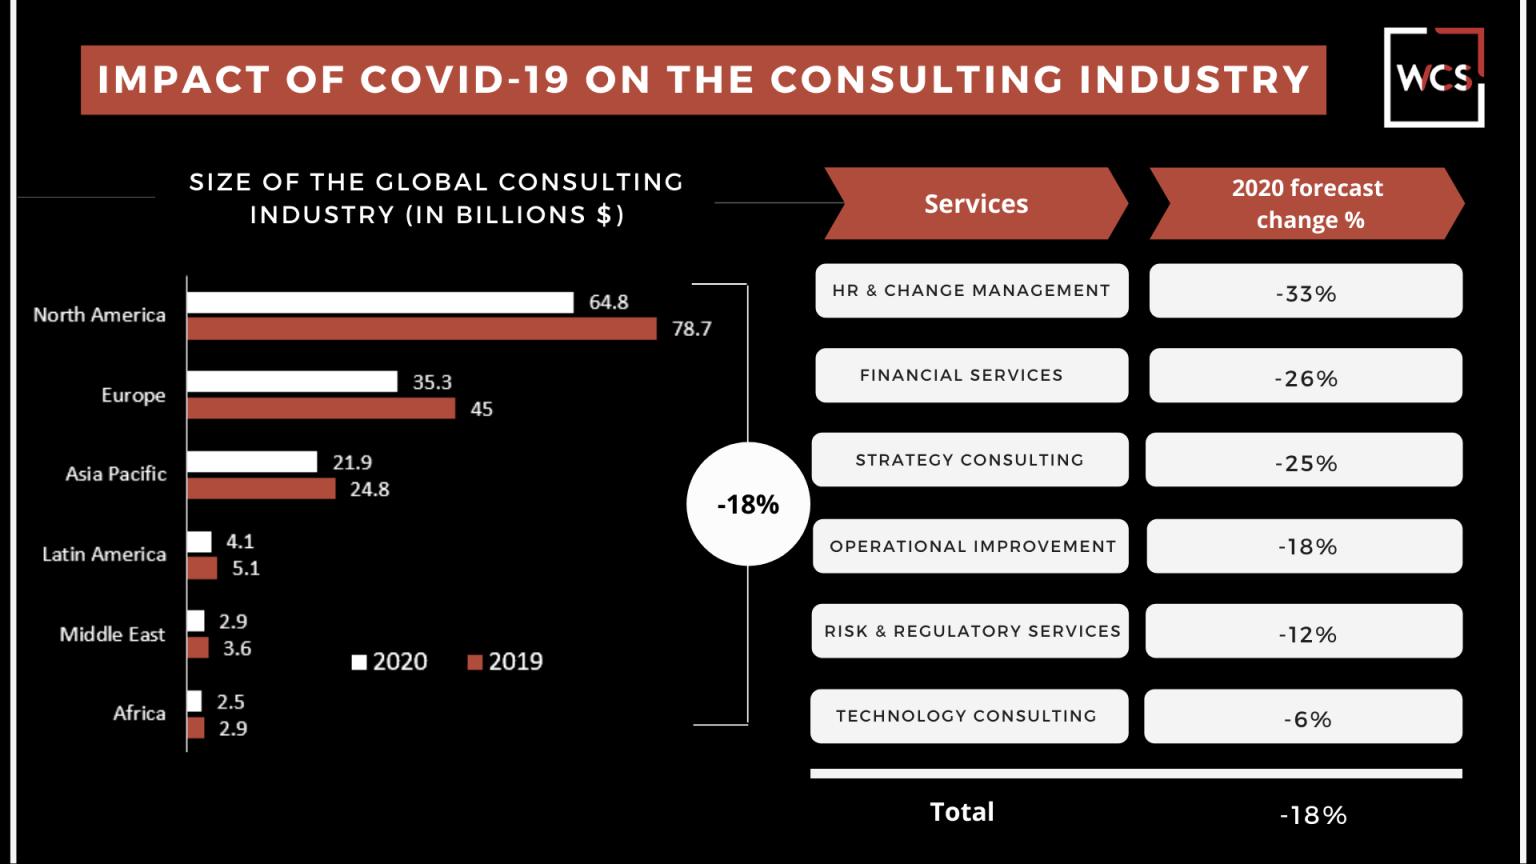 IMPACT OF COVID-19 ON THE CONSULTING INDUSTRY
WCS
SIZE OF THE GLOBAL CONSULTING
INDUSTRY (IN BILLIONS $)
North America
64.8
78.7
Europe
35.3
45
Asia Pacific
21.9
24.8
Latin America
4.1
5.1
Middle East
2.9
3.6
Africa
2.5
2.9
2020 2019
-18%
Services
2020 forecast
change %
HR & CHANGE MANAGEMENT
-33%
FINANCIAL SERVICES
-26%
STRATEGY CONSULTING
-25%
OPERATIONAL IMPROVEMENT
-18%
RISK & REGULATORY SERVICES
-12%
TECHNOLOGY CONSULTING
-6%
Total
-18%